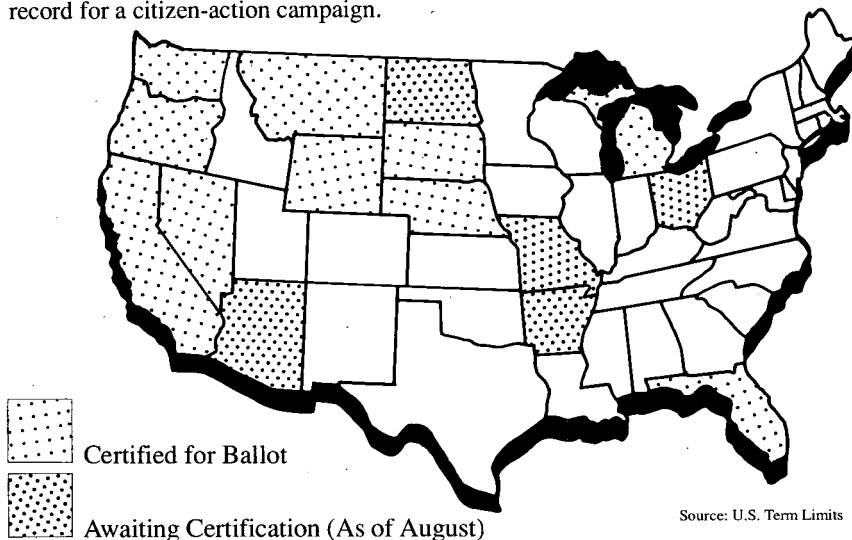 record for a citizen-action campaign.
Certified for Ballot
Awaiting Certification (As of August)
Source: U.S. Term Limits